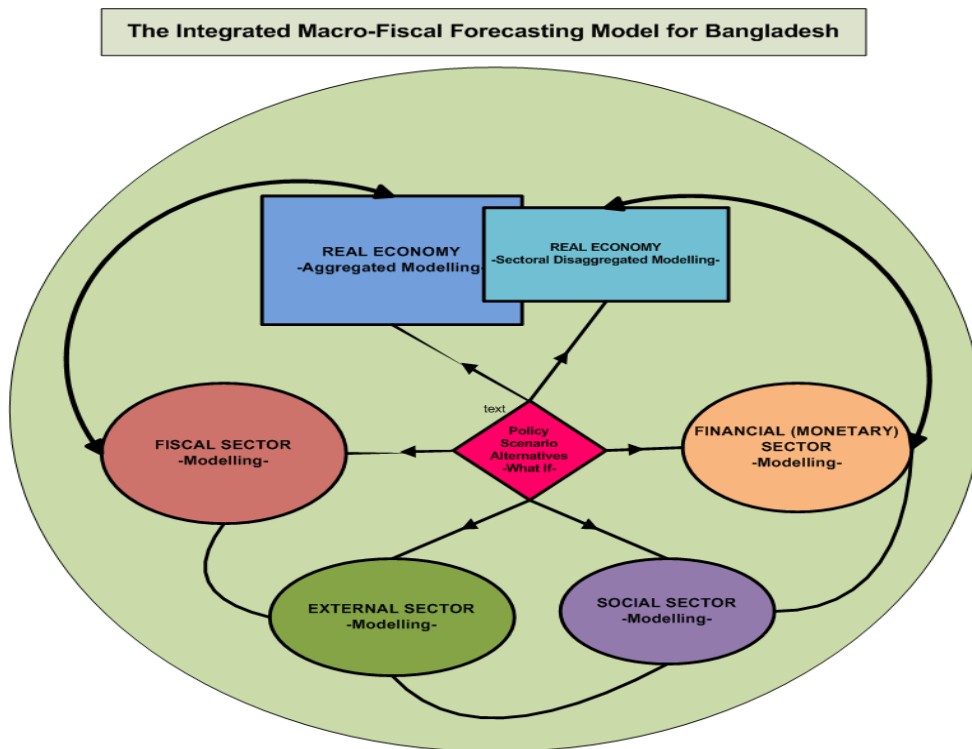 The Integrated Macro-Fiscal Forecasting Model for Bangladesh
REAL ECONOMY
-Aggregated Modelling-
REAL ECONOMY
-Sectoral Disaggregated Modelling-
text
Policy
Scenario
Alternatives
-What If-
FISCAL SECTOR
-Modelling-
FINANCIAL (MONETARY)
SECTOR
-Modelling-
EXTERNAL SECTOR
-Modelling-
SOCIAL SECTOR
-Modelling-